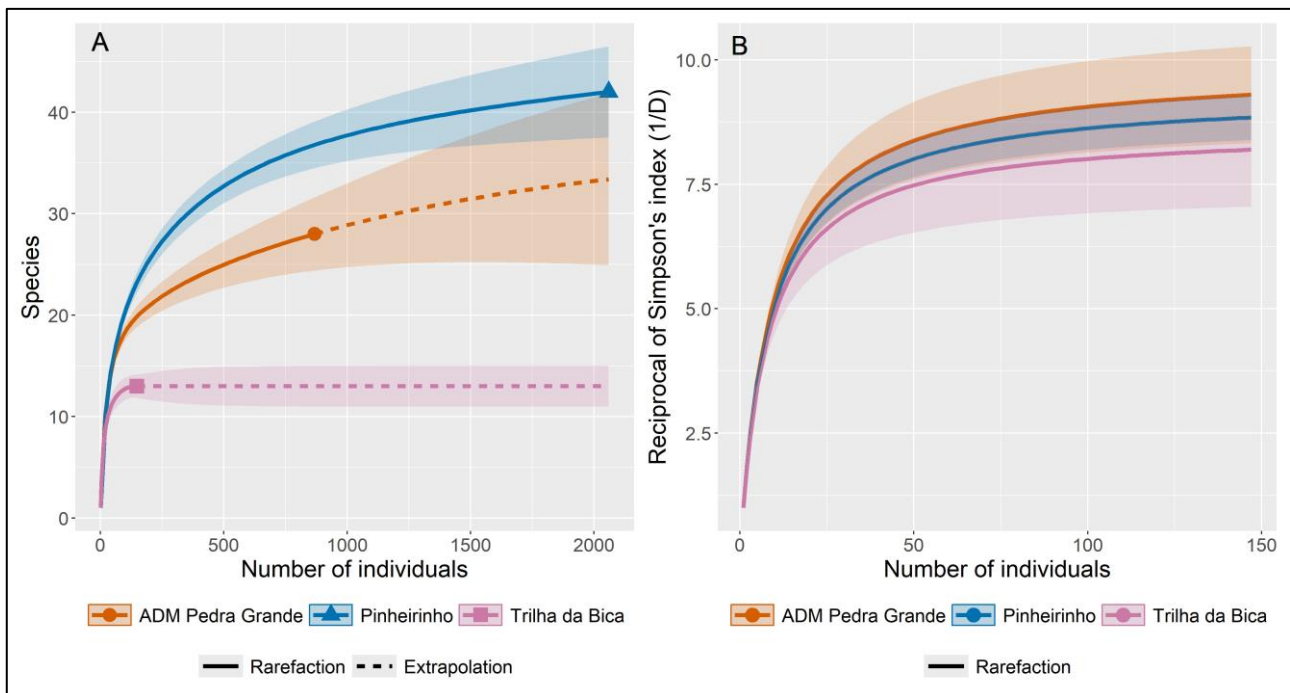 A
Species
40
30
20
10
0
0 500 1000 1500 2000
Number of individuals
ADM Pedra Grande Pinheirinho Trilha da Bica
Rarefaction Extrapolation
B
Reciprocal of Simpson's index (1/D)
10.0
7.5
5.0
2.5
0 50 100 150
Number of individuals
ADM Pedra Grande Pinheirinho Trilha da Bica
Rarefaction